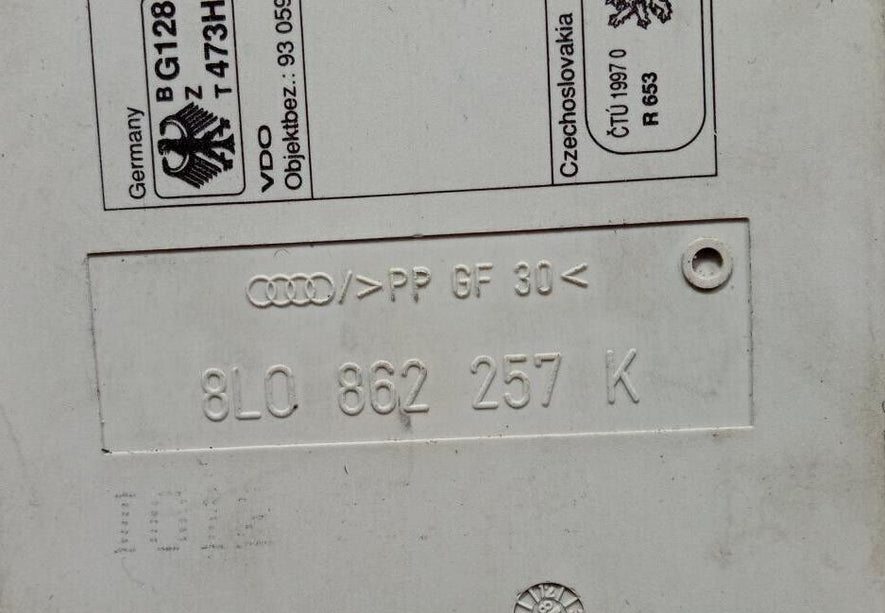 Germany
B G128
Z
T 473H
VDO
Objektbez.: 93 059
Czechoslovakia
ČTÚ 1997 0
R 653
/>PP GF 30<
8L0 862 257 K